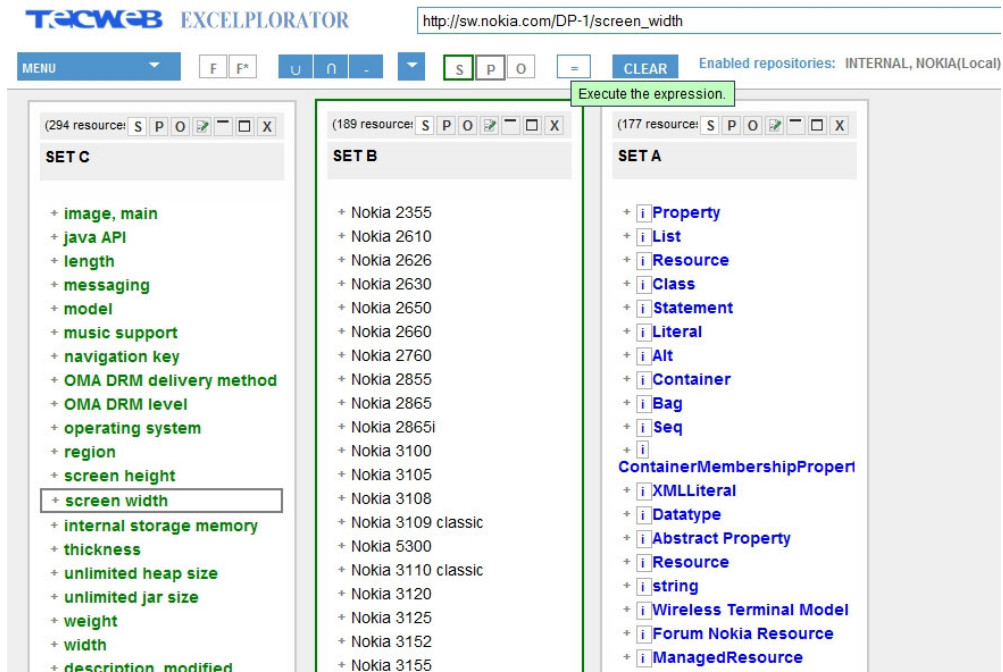 TECWEB EXCELPLORATOR
http://sw.nokia.com/DP-1/screen_width
MENU F F* ∪ ∩ - S P O = CLEAR Enabled repositories: INTERNAL, NOKIA(Local)
Execute the expression.
(294 resource: S P O X
SET C
+ image, main
+ java API
+ length
+ messaging
+ model
+ music support
+ navigation key
+ OMA DRM delivery method
+ OMA DRM level
+ operating system
+ region
+ screen height
+ screen width
+ internal storage memory
+ thickness
+ unlimited heap size
+ unlimited jar size
+ weight
+ width
+ description, modified
(189 resource: S P O X
SET B
+ Nokia 2355
+ Nokia 2610
+ Nokia 2626
+ Nokia 2630
+ Nokia 2650
+ Nokia 2660
+ Nokia 2760
+ Nokia 2855
+ Nokia 2865
+ Nokia 2865i
+ Nokia 3100
+ Nokia 3105
+ Nokia 3108
+ Nokia 3109 classic
+ Nokia 5300
+ Nokia 3110 classic
+ Nokia 3120
+ Nokia 3125
+ Nokia 3152
+ Nokia 3155
(177 resource: S P O X
SET A
+ i Property
+ i List
+ i Resource
+ i Class
+ i Statement
+ i Literal
+ i Alt
+ i Container
+ i Bag
+ i Seq
+ i
ContainerMembershipPropert
+ i XMLLiteral
+ i Datatype
+ i Abstract Property
+ i Resource
+ i string
+ i Wireless Terminal Model
+ i Forum Nokia Resource
+ i ManagedResource